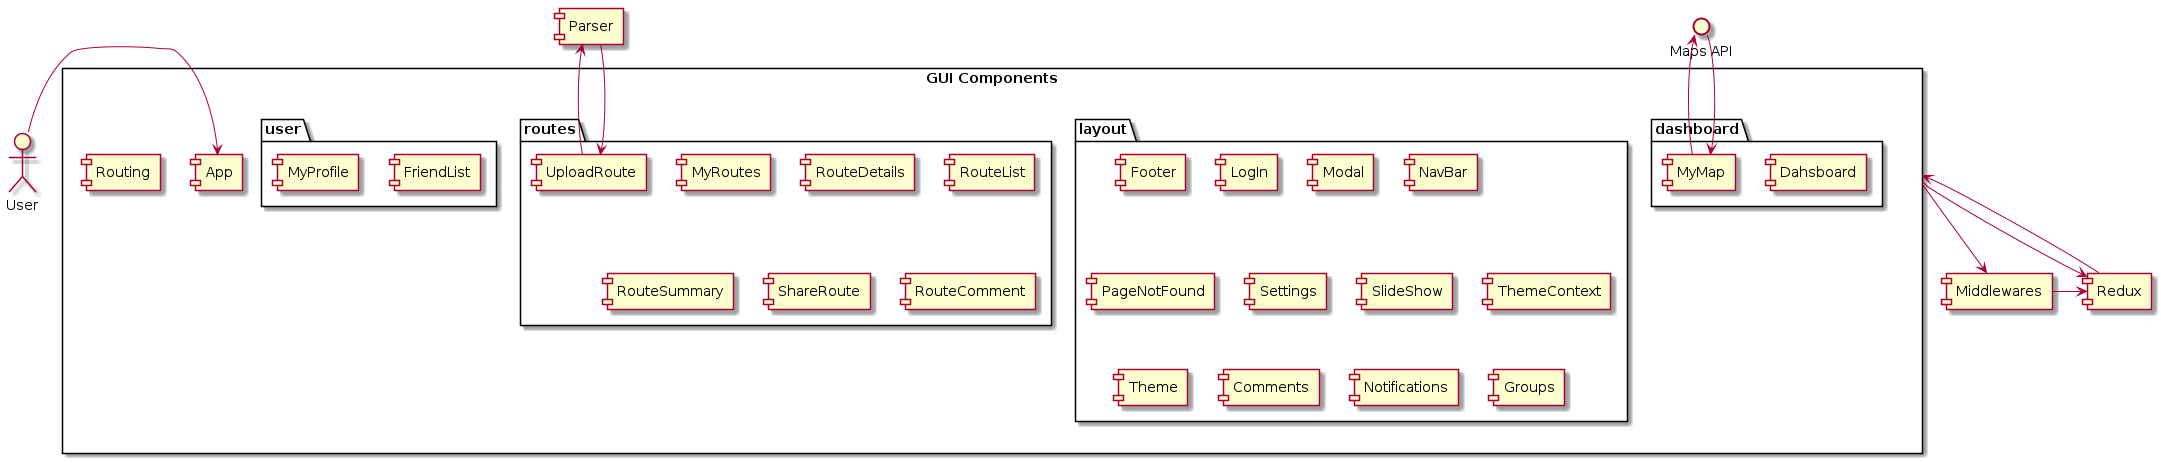 Parser
Maps API
GUI Components
User
Routing
App
user
MyProfile
FriendList
routes
UploadRoute
MyRoutes
RouteDetails
RouteList
RouteSummary
ShareRoute
RouteComment
layout
Footer
LogIn
Modal
NavBar
PageNotFound
Settings
SlideShow
ThemeContext
Theme
Comments
Notifications
Groups
dashboard
MyMap
Dahsboard
Middlewares
Redux